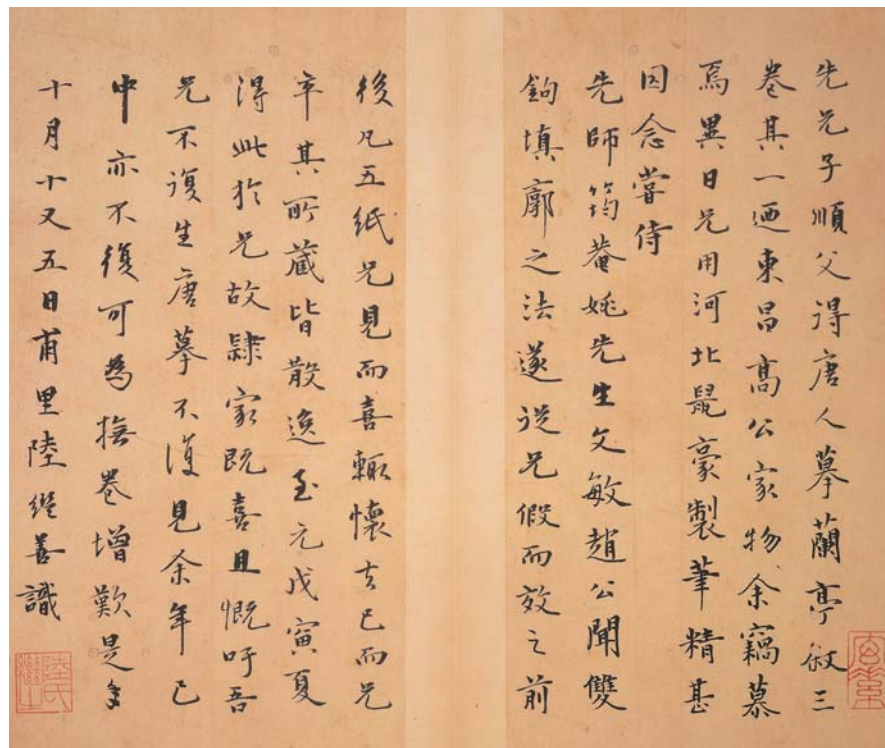 先兄子順父得唐人摹蘭亭叙三
卷其一迺東昌高公家物余竊慕
焉異日兄用河北鼠豪製筆精甚
因念嘗侍
先師筠菴姚先生文敏趙公聞雙
鉤填廓之法遂從兄假而效之前
後凡五紙兄見而喜輒懷去已而兄
卒其所藏皆散逸至元戊寅夏
得此於兄故隸家既喜且慨吁吾
兄不復生唐摹不復見余年已
中亦不復可為撫卷增歎是年
十月十又五日甫里陸繼善識